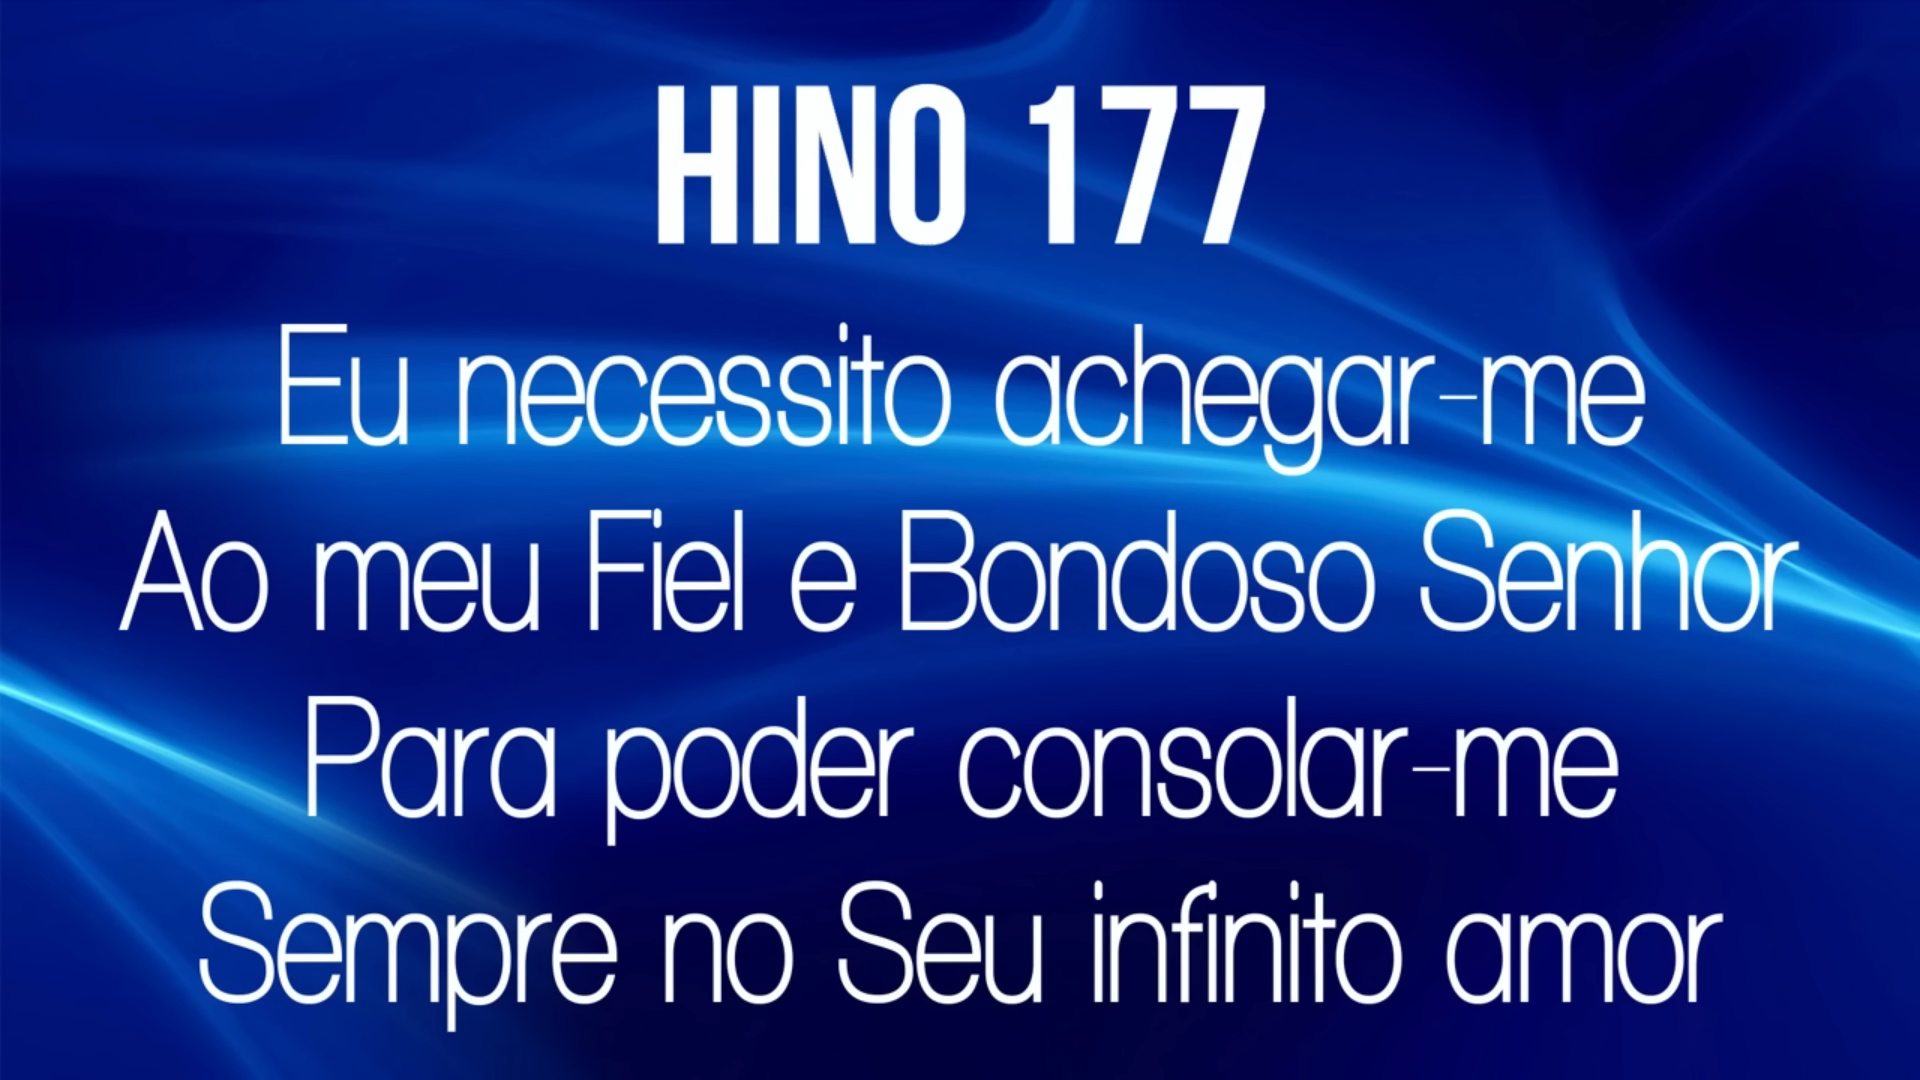 HINO 177
Eu necessito achegar-me
Ao meu Fiel e Bondoso Senhor
Para poder consolar-me
Sempre no Seu infinito amor